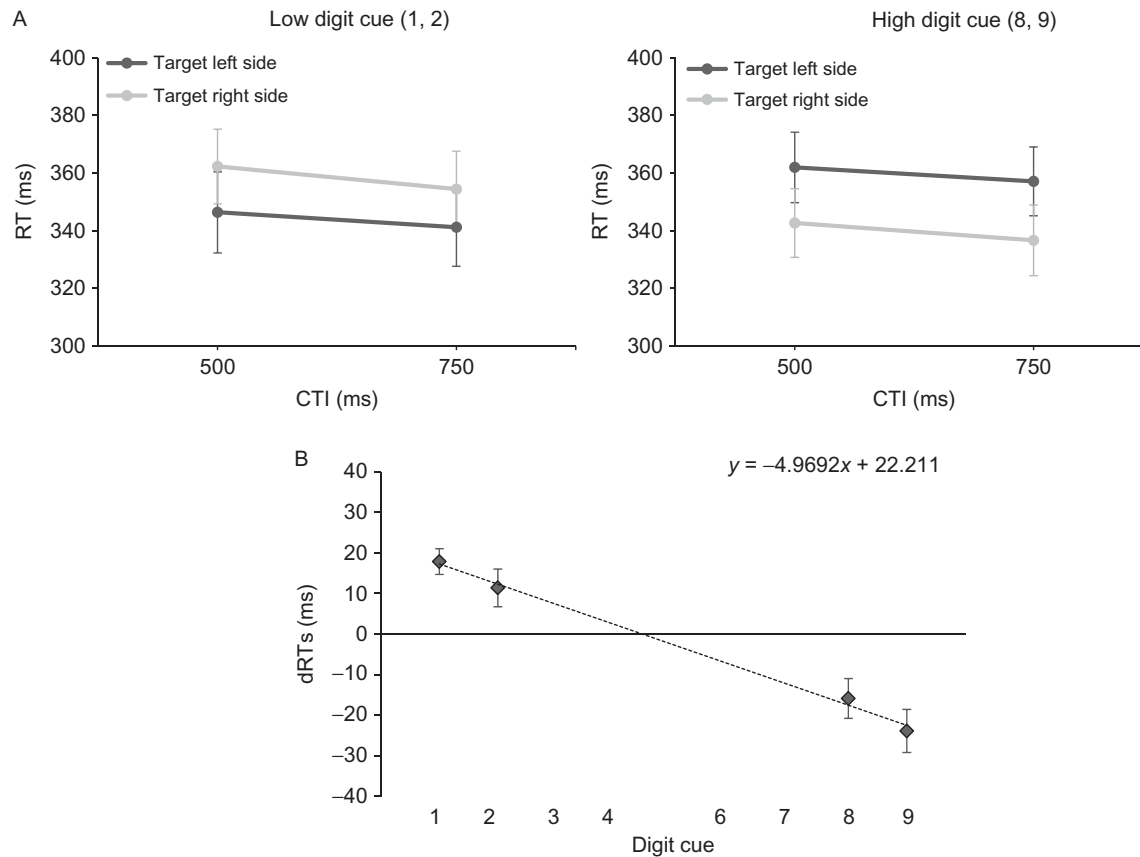 A
Low digit cue (1, 2)
400
380
360
340
320
300
RT (ms)
Target left side
Target right side
500 750
CTI (ms)
High digit cue (8, 9)
400
380
360
340
320
300
RT (ms)
Target left side
Target right side
500 750
CTI (ms)
B
y = –4.9692x + 22.211
40
30
20
10
0
–10
–20
–30
–40
dRTs (ms)
1 2 3 4 6 7 8 9
Digit cue